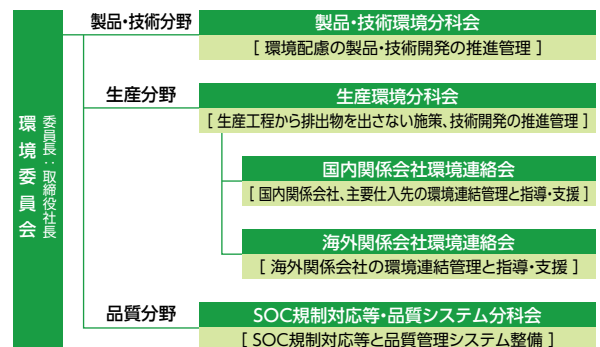 環境委員会
委員長:取締役社長
製品・技術分野
製品・技術環境分科会
[ 環境配慮の製品・技術開発の推進管理 ]
生産分野
生産環境分科会
[ 生産工程から排出物を出さない施策、技術開発の推進管理 ]
国内関係会社環境連絡会
[ 国内関係会社、主要仕入先の環境連結管理と指導・支援 ]
海外関係会社環境連絡会
[ 海外関係会社の環境連結管理と指導・支援 ]
品質分野
SOC規制対応等・品質システム分科会
[ SOC規制対応等と品質管理システム整備 ]